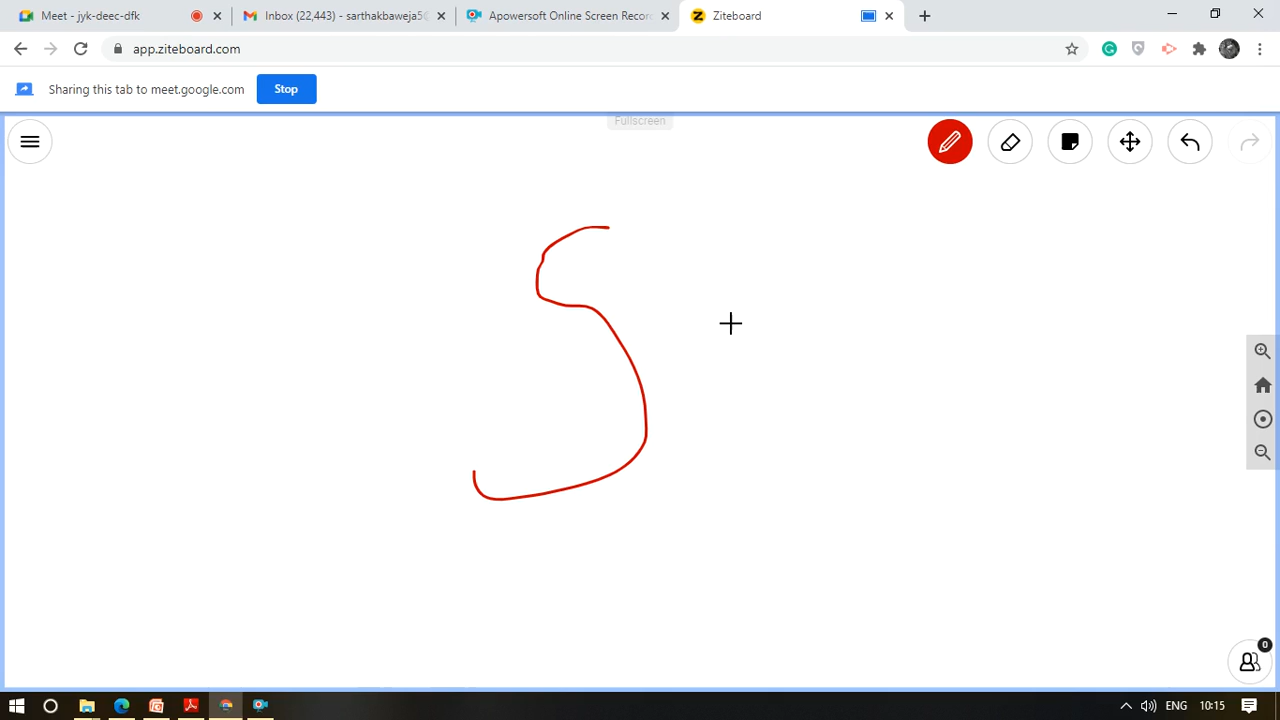 Meet - jyk-deec-dfk
Inbox (22,443) - sarthakbaweja5
Apowersoft Online Screen Recor
Ziteboard
app.ziteboard.com
Sharing this tab to meet.google.com
Stop
Fullscreen
S
0
ENG
10:15